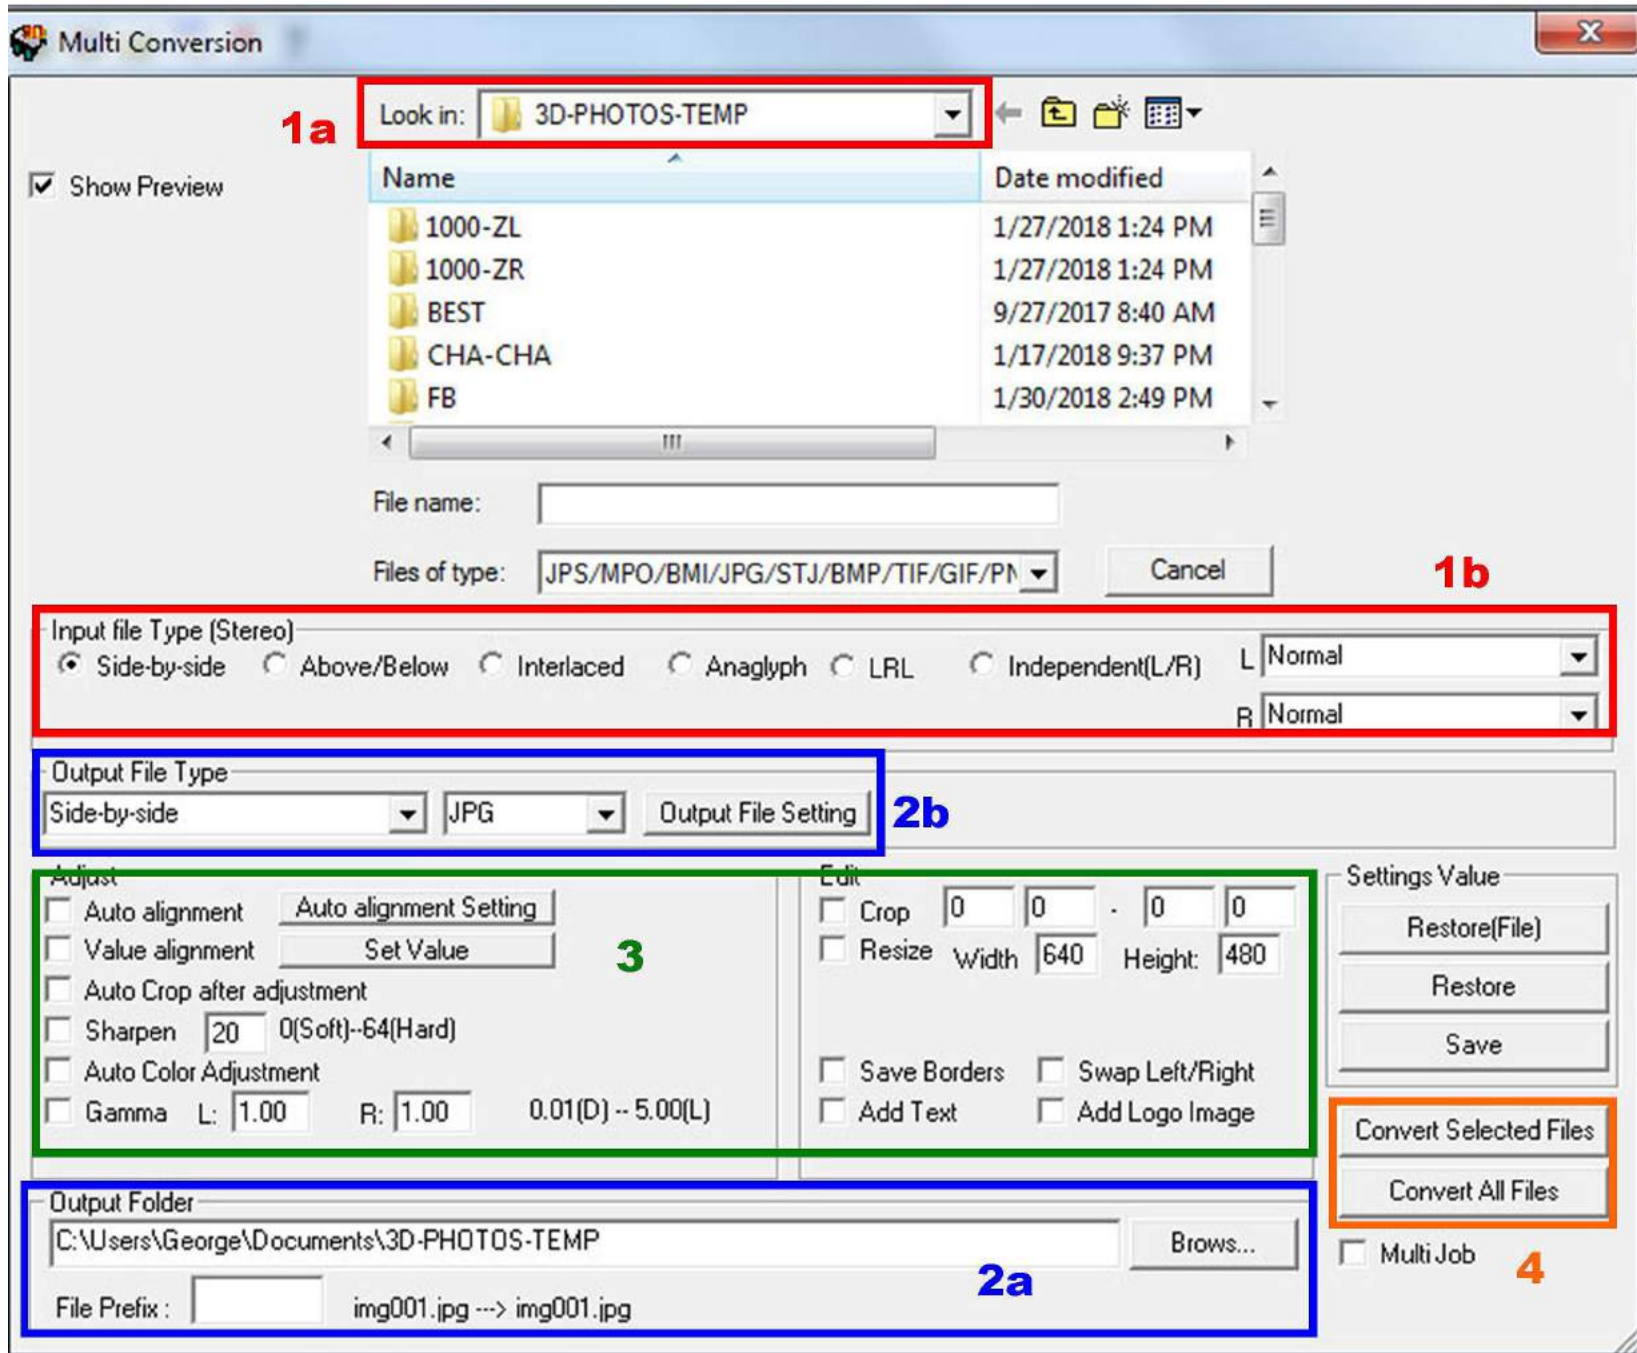 Multi Conversion
1a
Look in: 3D-PHOTOS-TEMP
Show Preview
Name Date modified
1000-ZL 1/27/2018 1:24 PM
1000-ZR 1/27/2018 1:24 PM
BEST 9/27/2017 8:40 AM
CHA-CHA 1/17/2018 9:37 PM
FB 1/30/2018 2:49 PM
File name:
Files of type: JPS/MPO/BMI/JPG/STJ/BMP/TIF/GIF/PN Cancel
1b
Input file Type (Stereo)
Side-by-side Above/Below Interlaced Anaglyph LRL Independent(L/R) L Normal
R Normal
Output File Type
Side-by-side JPG Output File Setting 2b
Adjust
Auto alignment Auto alignment Setting
Value alignment Set Value
Auto Crop after adjustment
Sharpen 20 0(Soft)--64(Hard)
Auto Color Adjustment
Gamma L: 1.00 R: 1.00 0.01(D) -- 5.00(L)
3
Edit
Crop 0 0 - 0 0
Resize Width 640 Height: 480
Save Borders Swap Left/Right
Add Text Add Logo Image
Settings Value
Restore(File)
Restore
Save
Convert Selected Files
Convert All Files
Multi Job 4
Output Folder
C:\Users\George\Documents\3D-PHOTOS-TEMP Brows...
2a
File Prefix : img001.jpg ---> img001.jpg